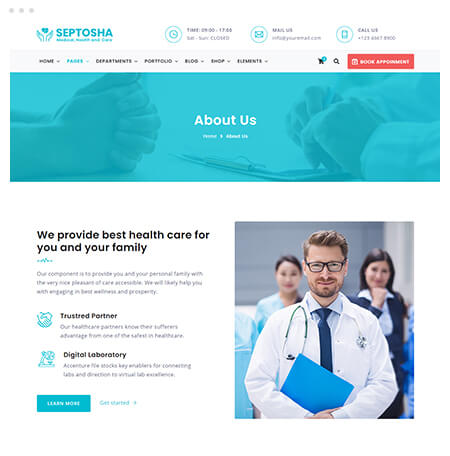 SEPTOSHA
Medical, Health and Care
TIME: 09:00 - 17:00
Sat - Sun: CLOSED
MAIL US
info@youremail.com
CALL US
+123 6667 8900
HOME PAGES DEPARTMENTS PORTFOLIO BLOG SHOP ELEMENTS
BOOK APPOINMENT
About Us
Home About Us
We provide best health care for
you and your family
Our component is to provide you and your personal family with
the very nice pleasant of care accessible. We will likely help you
with engaging in best wellness and prosperity.
Trusted Partner
Our healthcare partners know their sufferers
advantage from one of the safest in healthcare.
Digital Laboratory
Accenture file stocks key enablers for connecting
labs and direction to virtual lab excellence.
LEARN MORE
Get started